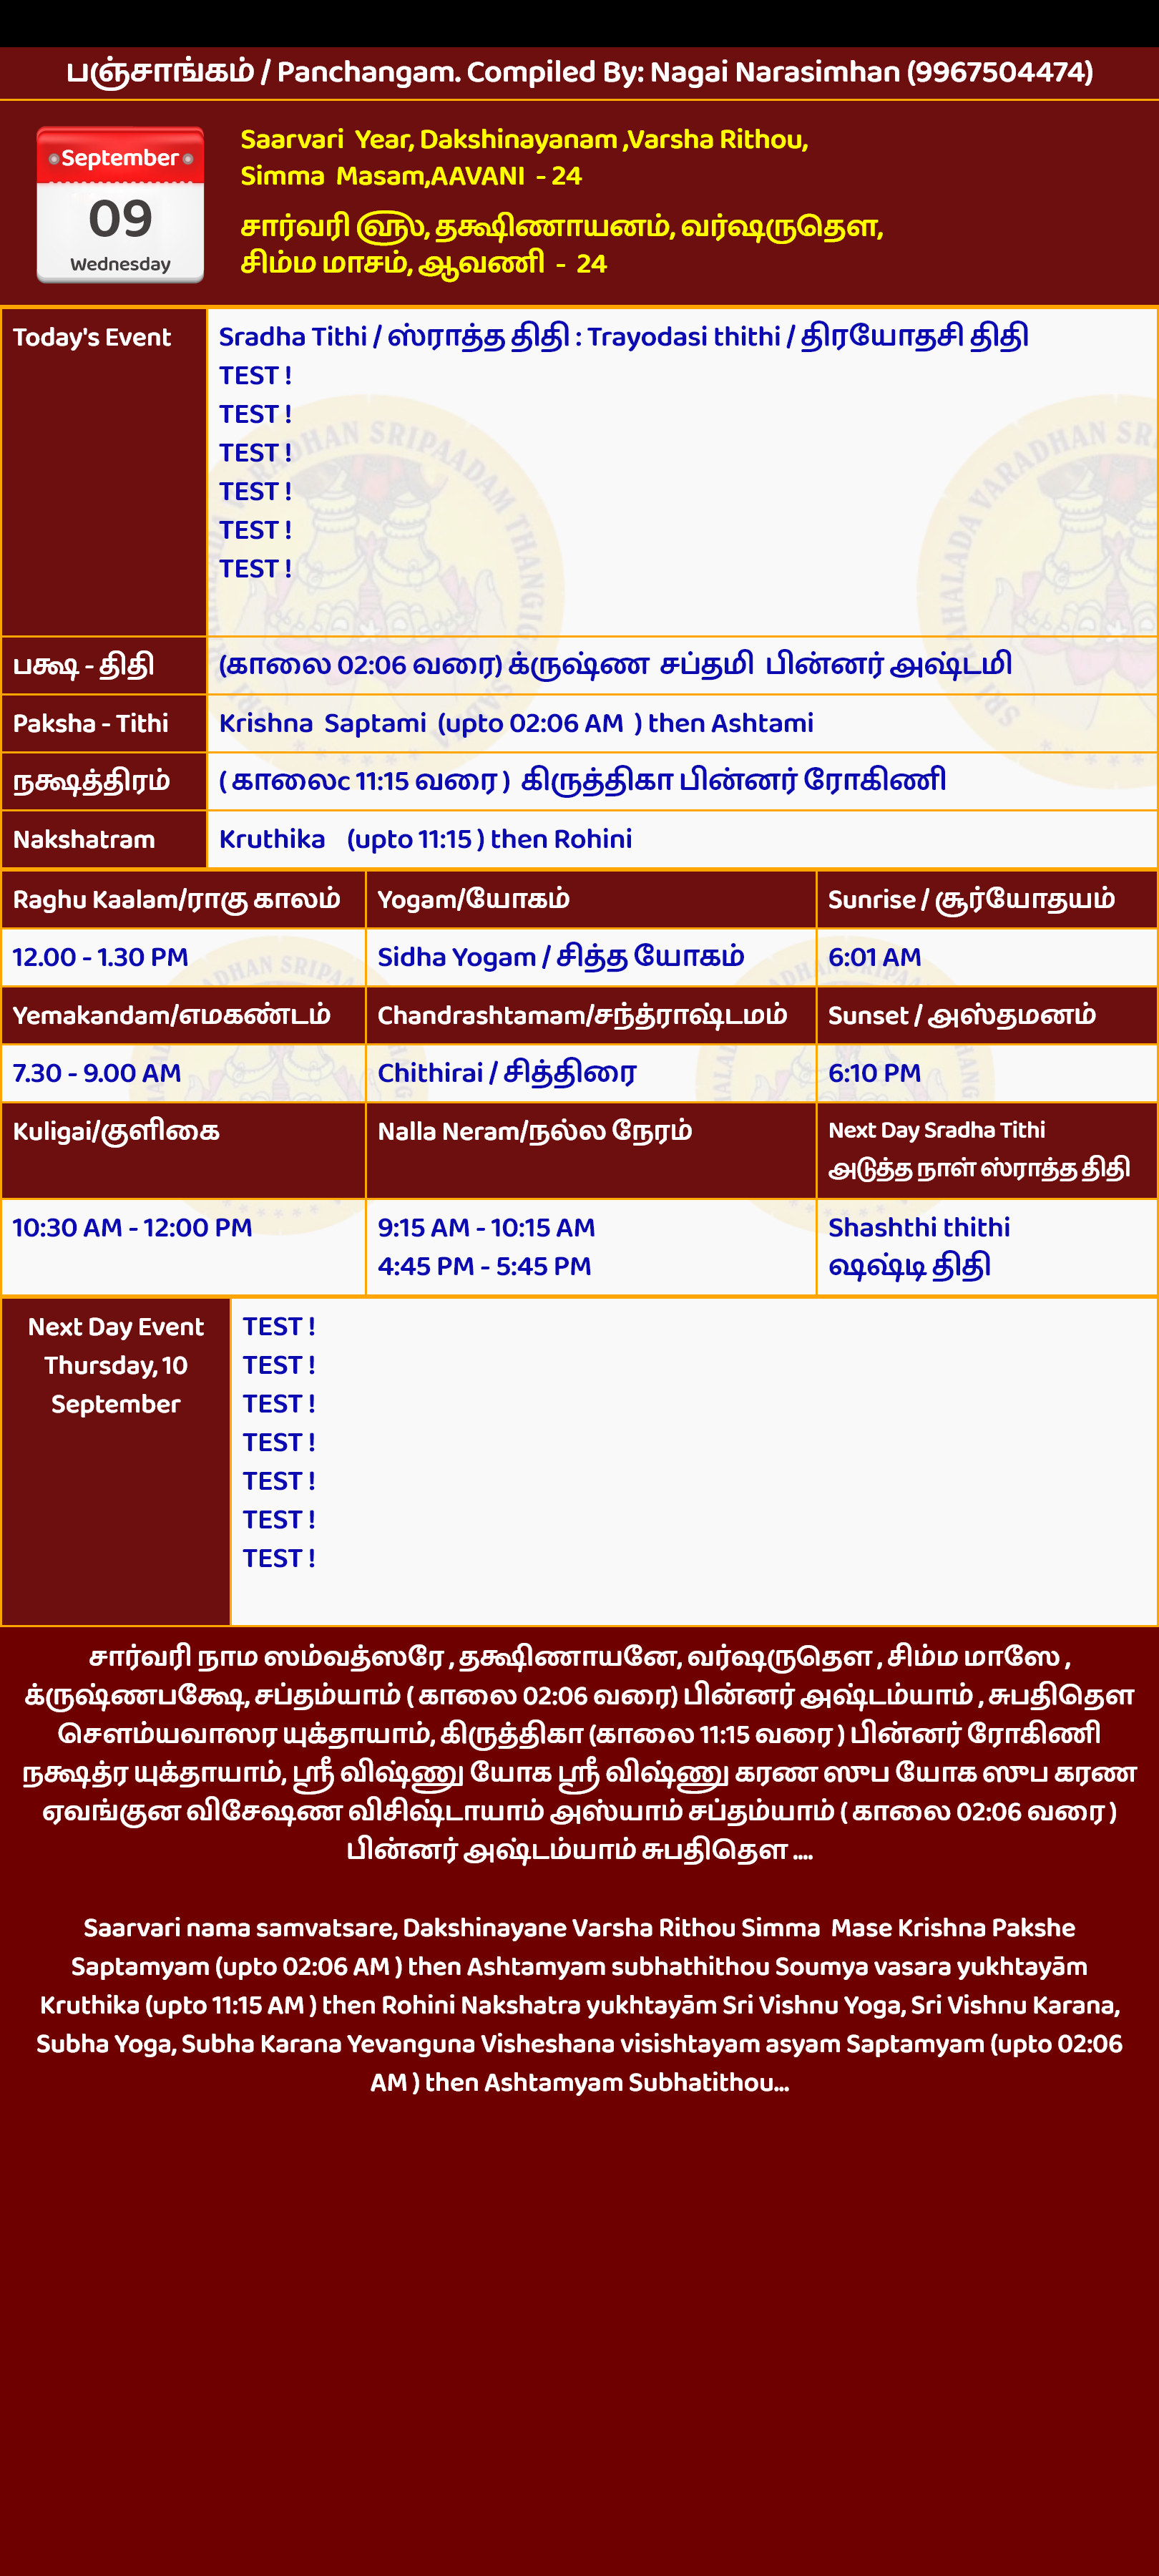 பஞ்சாங்கம் / Panchangam. Compiled By: Nagai Narasimhan (9967504474)
September
09
Wednesday
Saarvari Year, Dakshinayanam ,Varsha Rithou,
Simma Masam,AAVANI - 24
சார்வரி ௵, தக்ஷிணாயனம், வர்ஷருதௌ,
சிம்ம மாசம், ஆவணி - 24
Today's Event
Sradha Tithi / ஸ்ராத்த திதி : Trayodasi thithi / திரயோதசி திதி
TEST !
TEST !
TEST !
TEST !
TEST !
TEST !
பக்ஷ - திதி
(காலை 02:06 வரை) க்ருஷ்ண சப்தமி பின்னர் அஷ்டமி
Paksha - Tithi
Krishna Saptami (upto 02:06 AM ) then Ashtami
நக்ஷத்திரம்
( காலைc 11:15 வரை ) கிருத்திகா பின்னர் ரோகிணி
Nakshatram
Kruthika (upto 11:15 ) then Rohini
Raghu Kaalam/ராகு காலம்
Yogam/யோகம்
Sunrise / சூர்யோதயம்
12.00 - 1.30 PM
Sidha Yogam / சித்த யோகம்
6:01 AM
Yemakandam/எமகண்டம்
Chandrashtamam/சந்த்ராஷ்டமம்
Sunset / அஸ்தமனம்
7.30 - 9.00 AM
Chithirai / சித்திரை
6:10 PM
Kuligai/குளிகை
Nalla Neram/நல்ல நேரம்
Next Day Sradha Tithi
அடுத்த நாள் ஸ்ராத்த திதி
10:30 AM - 12:00 PM
9:15 AM - 10:15 AM
4:45 PM - 5:45 PM
Shashthi thithi
ஷஷ்டி திதி
Next Day Event
Thursday, 10
September
TEST !
TEST !
TEST !
TEST !
TEST !
TEST !
TEST !
சார்வரி நாம ஸம்வத்ஸரே , தக்ஷிணாயனே, வர்ஷருதௌ , சிம்ம மாஸே ,
க்ருஷ்ணபக்ஷே, சப்தம்யாம் ( காலை 02:06 வரை) பின்னர் அஷ்டம்யாம் , சுபதிதௌ
சௌம்யவாஸர யுக்தாயாம், கிருத்திகா (காலை 11:15 வரை ) பின்னர் ரோகிணி
நக்ஷத்ர யுக்தாயாம், ஸ்ரீ விஷ்ணு யோக ஸ்ரீ விஷ்ணு கரண ஸுப யோக ஸுப கரண
ஏவங்குன விசேஷண விசிஷ்டாயாம் அஸ்யாம் சப்தம்யாம் ( காலை 02:06 வரை )
பின்னர் அஷ்டம்யாம் சுபதிதௌ ....
Saarvari nama samvatsare, Dakshinayane Varsha Rithou Simma Mase Krishna Pakshe
Saptamyam (upto 02:06 AM ) then Ashtamyam subhathithou Soumya vasara yukhtayām
Kruthika (upto 11:15 AM ) then Rohini Nakshatra yukhtayām Sri Vishnu Yoga, Sri Vishnu Karana,
Subha Yoga, Subha Karana Yevanguna Visheshana visishtayam asyam Saptamyam (upto 02:06
AM ) then Ashtamyam Subhatithou...